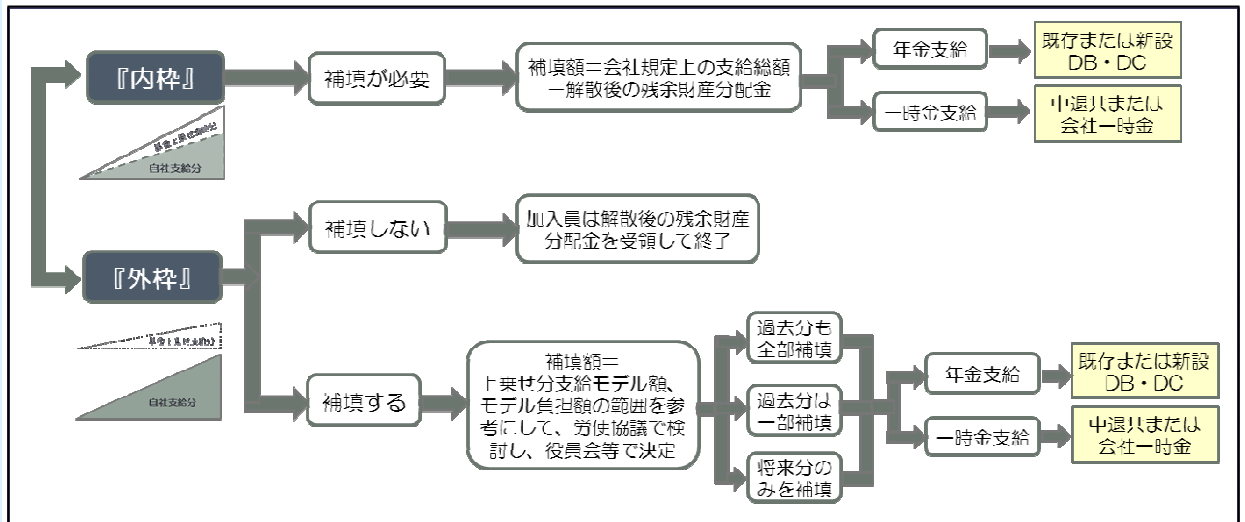 『内枠』
補填が必要
補填額＝会社規定上の支給総額
－解散後の残余財産分配金
年金支給
既存または新設
DB・DC
一時金支給
中退共または
会社一時金
自社支給分
『外枠』
補填しない
加入員は解散後の残余財産
分配金を受領して終了
自社支給分
補填する
補填額＝
上乗せ分支給モデル額、
モデル負担額の範囲を参
考にして、労使協議で検
討し、役員会等で決定
過去分も
全部補填
過去分は
一部補填
将来分の
みを補填
年金支給
既存または新設
DB・DC
一時金支給
中退共または
会社一時金